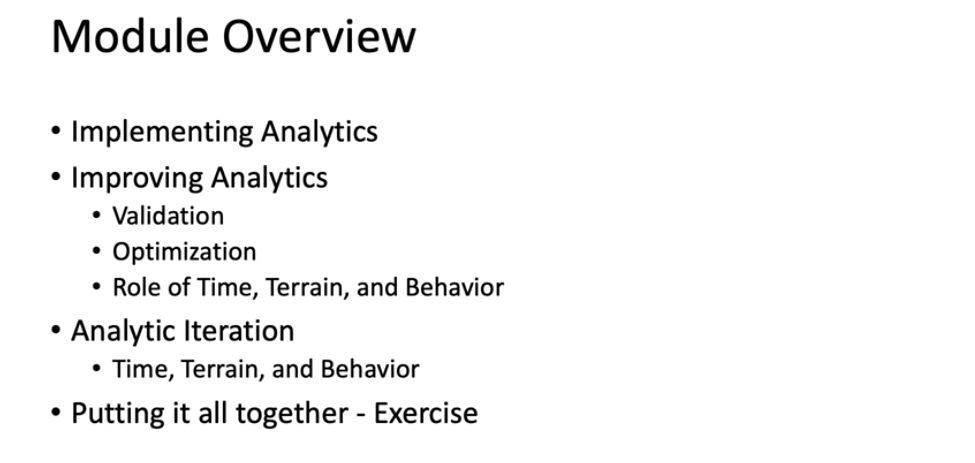 Module Overview
• Implementing Analytics
• Improving Analytics
• Validation
• Optimization
• Role of Time, Terrain, and Behavior
• Analytic Iteration
• Time, Terrain, and Behavior
• Putting it all together - Exercise